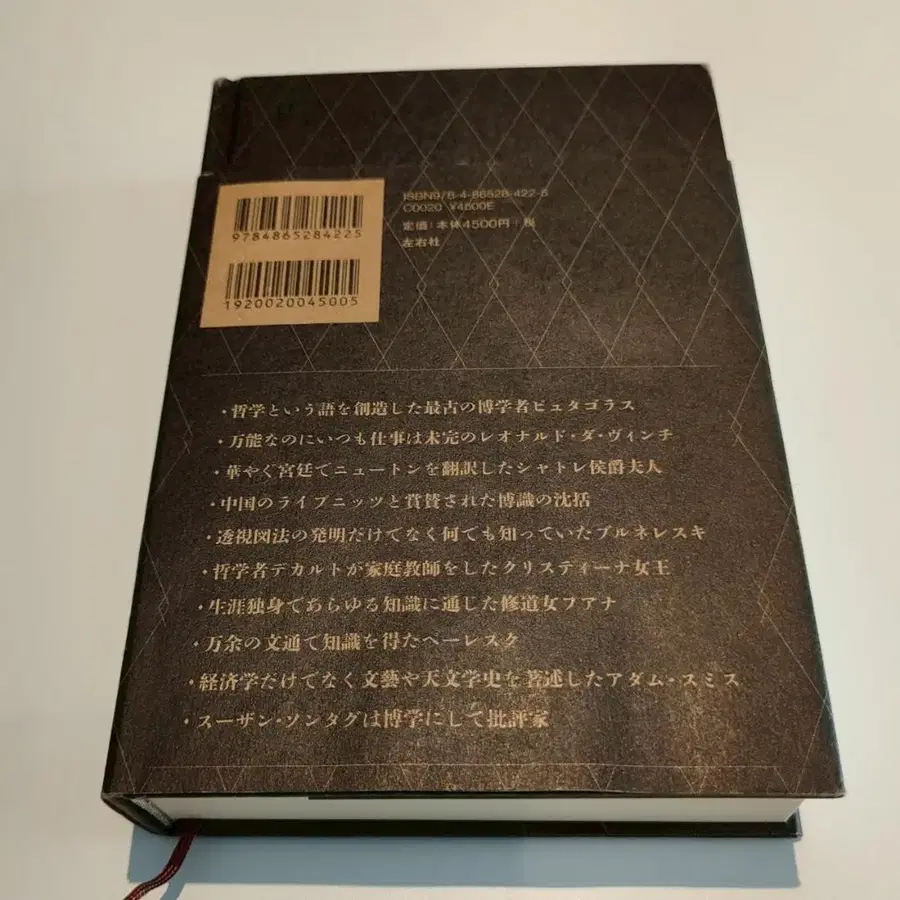 9784865284225
1920020045005
ISBN978-4-86528-422-5
C0020 ¥4500E
定価:本体4500円+税
左右社
・哲学という語を創造した最古の博学者ピュタゴラス
・万能なのにいつも仕事は未完のレオナルド・ダ・ヴィンチ
・華やぐ宮廷でニュートンを翻訳したシャトレ侯爵夫人
・中国のライプニッツと賞賛された博識の沈括
・透視図法の発明だけでなく何でも知っていたブルネレスキ
・哲学者デカルトが家庭教師をしたクリスティーナ女王
・生涯独身であらゆる知識に通じた修道女フアナ
・万余の文通で知識を得たペーレスク
・経済学だけでなく文藝や天文学史を著述したアダム・スミス
・スーザン・ソンタグは博学にして批評家